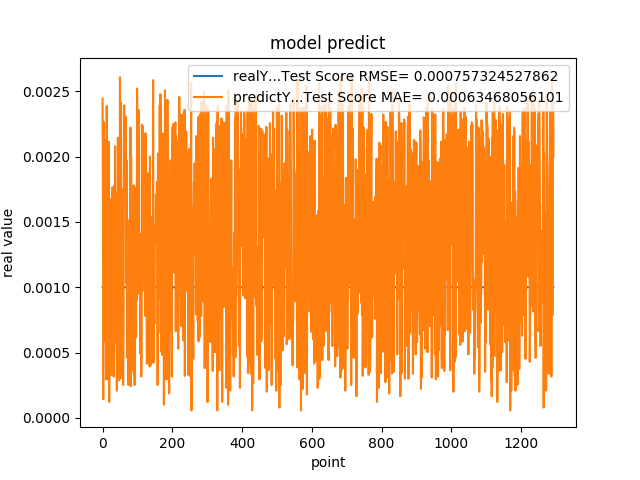 model predict
realY...Test Score RMSE= 0.000757324527862
predictY...Test Score MAE= 0.00063468056101
real value
0.0025
0.0020
0.0015
0.0010
0.0005
0.0000
0 200 400 600 800 1000 1200
point